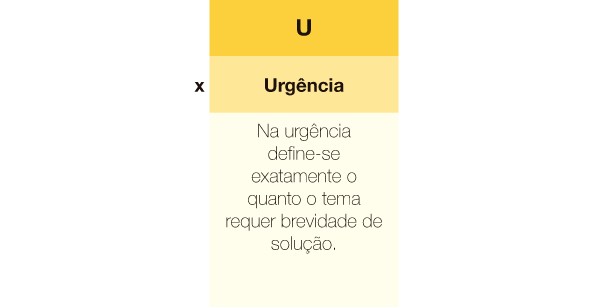 U
x Urgência
Na urgência
define-se
exatamente o
quanto o tema
requer brevidade de
solução.